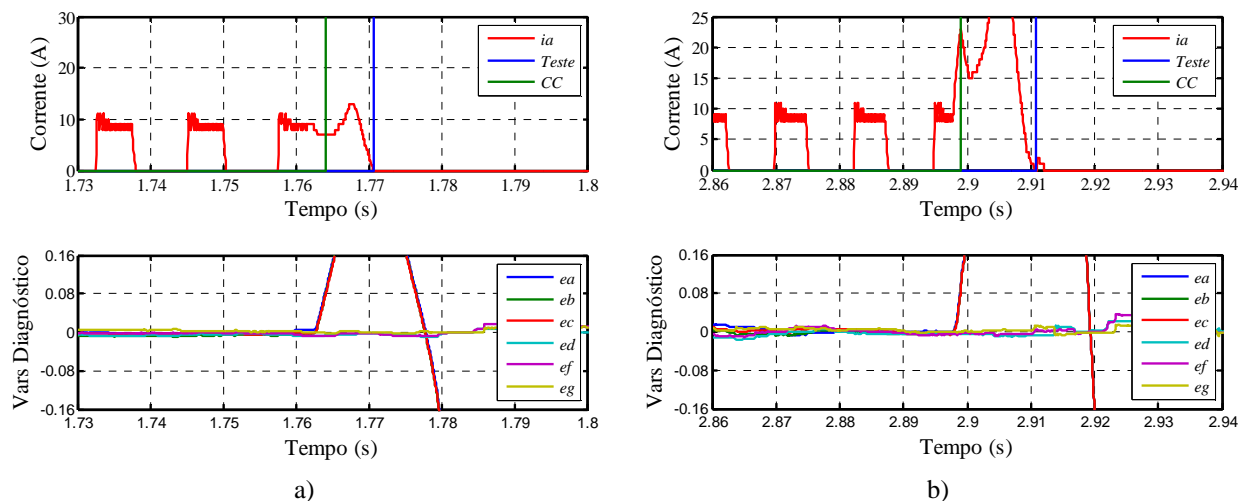 30
20
10
0
Corrente (A)
ia
Teste
CC
1.73 1.74 1.75 1.76 1.77 1.78 1.79 1.8
Tempo (s)
25
20
15
10
5
0
Corrente (A)
ia
Teste
CC
2.86 2.87 2.88 2.89 2.9 2.91 2.92 2.93 2.94
Tempo (s)
0.16
0.08
0
-0.08
-0.16
Vars Diagnóstico
ea
eb
ec
ed
ef
eg
1.73 1.74 1.75 1.76 1.77 1.78 1.79 1.8
Tempo (s)
a)
0.16
0.08
0
-0.08
-0.16
Vars Diagnóstico
ea
eb
ec
ed
ef
eg
2.86 2.87 2.88 2.89 2.9 2.91 2.92 2.93 2.94
Tempo (s)
b)